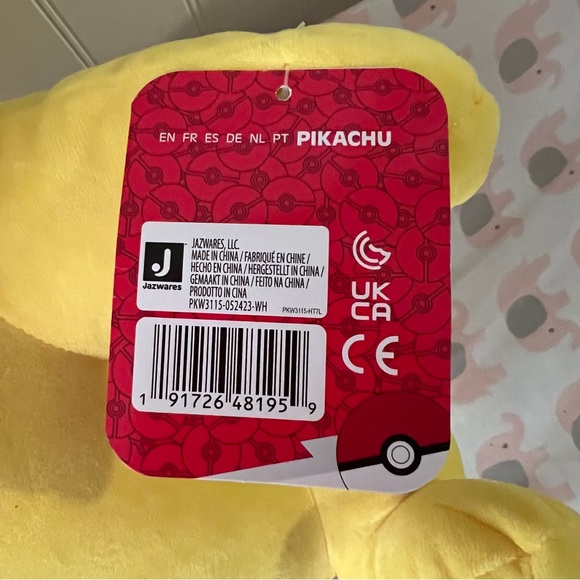 EN FR ES DE NL PT PIKACHU
J
Jazwares
JAZWARES, LLC.
MADE IN CHINA / FABRIQUÉ EN CHINE /
HECHO EN CHINA / HERGESTELLT IN CHINA /
GEMAAKT IN CHINA / FEITO NA CHINA /
PRODOTTO IN CINA
PKW3115-052423-WH
PKW3115-HT7L
UK
CA
CE
1 91726 48195 9